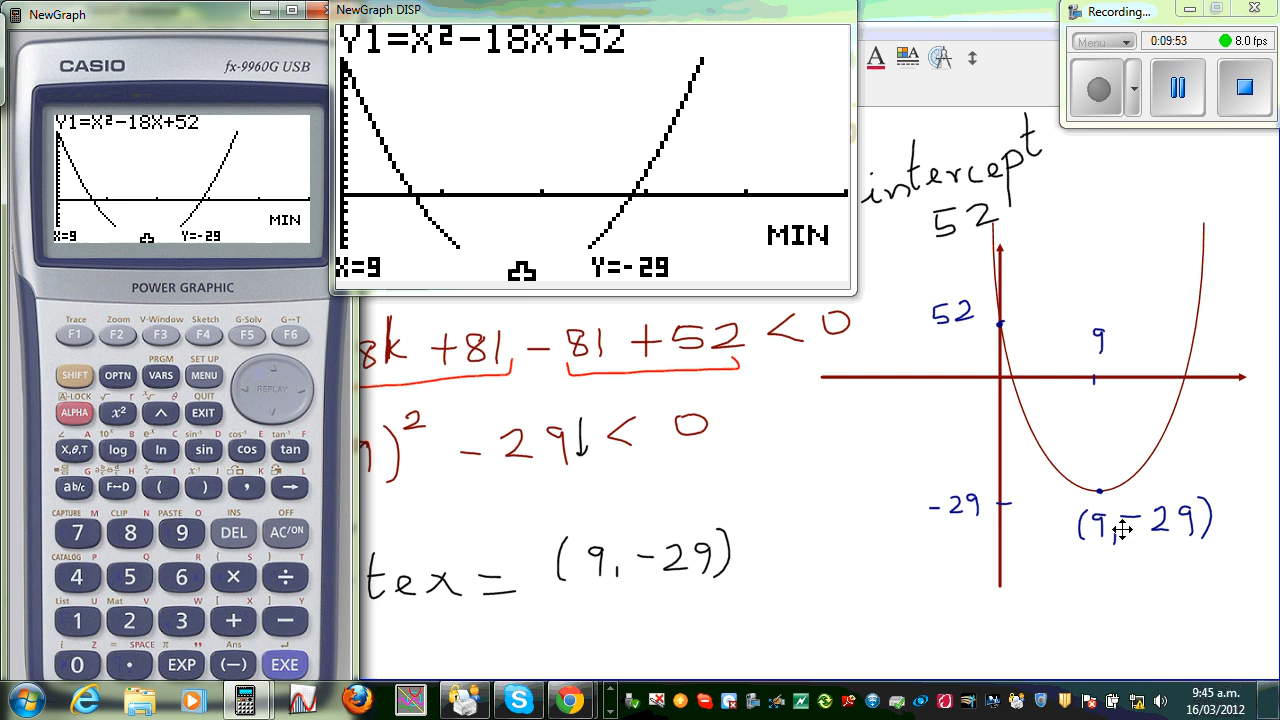 NewGraph
CASIO fx-9960G USB
Y1=X²-18X+52
MIN
X=9 Y=-29
POWER GRAPHIC
Trace Zoom V-Window Sketch G-Solv G↔T
F1 F2 F3 F4 F5 F6
PRGM SET UP
SHIFT OPTN VARS MENU
REPLAY
A-LOCK √ r QUIT
ALPHA x² ^ EXIT
X,θ,T log ln sin cos tan
a b/c F↔D ( ) , →
CAPTURE M CLIP N PASTE O INS OFF
7 8 9 DEL AC/ON
CATALOG P Q R { S } T
4 5 6 × ÷
List U Mat V W [ X ] Y
1 2 3 + −
i Z = SPACE π " Ans
0 . EXP (−) EXE
NewGraph DISP
Y1=X²-18X+52
MIN
X=9 Y=-29
Recording...
Menu 0:09:53 8.0 fps
A
intercept
52
8k +81 - 81 + 52 < 0
)² - 29 < 0
tex = (9, -29)
52
9
-29
(9, -29)
9:45 a.m.
16/03/2012